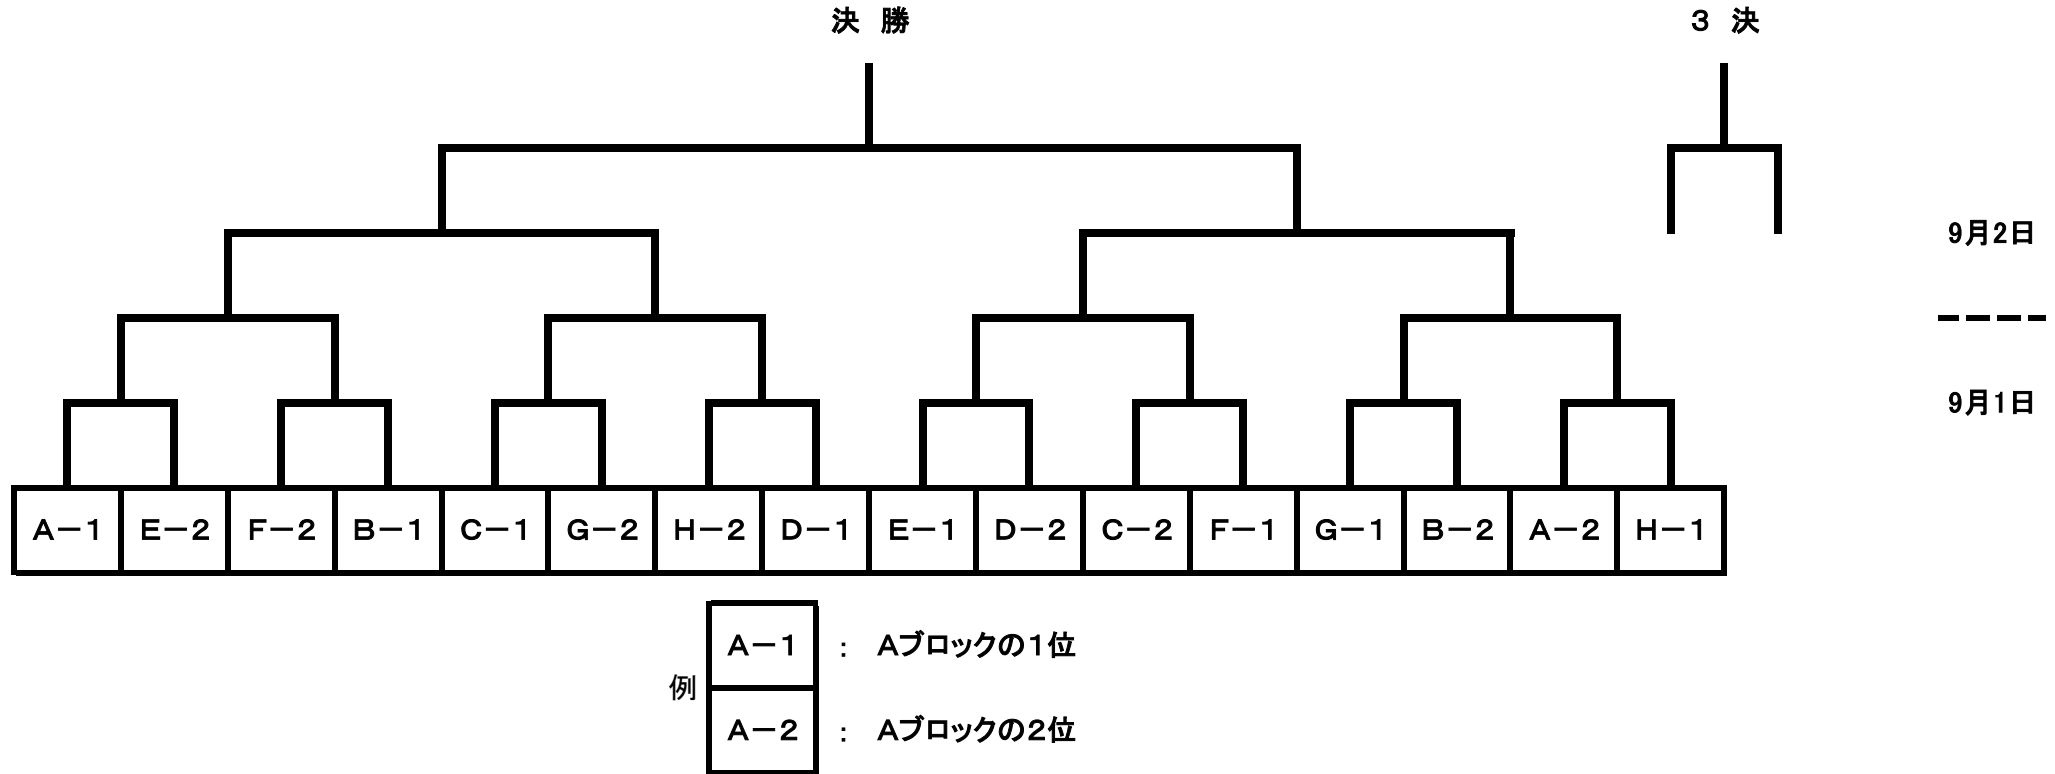 決　勝
３　決
9月2日
9月1日
Ａ－１ Ｅ－２ Ｆ－２ Ｂ－１ Ｃ－１ Ｇ－２ Ｈ－２ Ｄ－１ Ｅ－１ Ｄ－２ Ｃ－２ Ｆ－１ Ｇ－１ Ｂ－２ Ａ－２ Ｈ－１
Ａ－１ ： Ａブロックの１位
例
Ａ－２ ： Ａブロックの２位